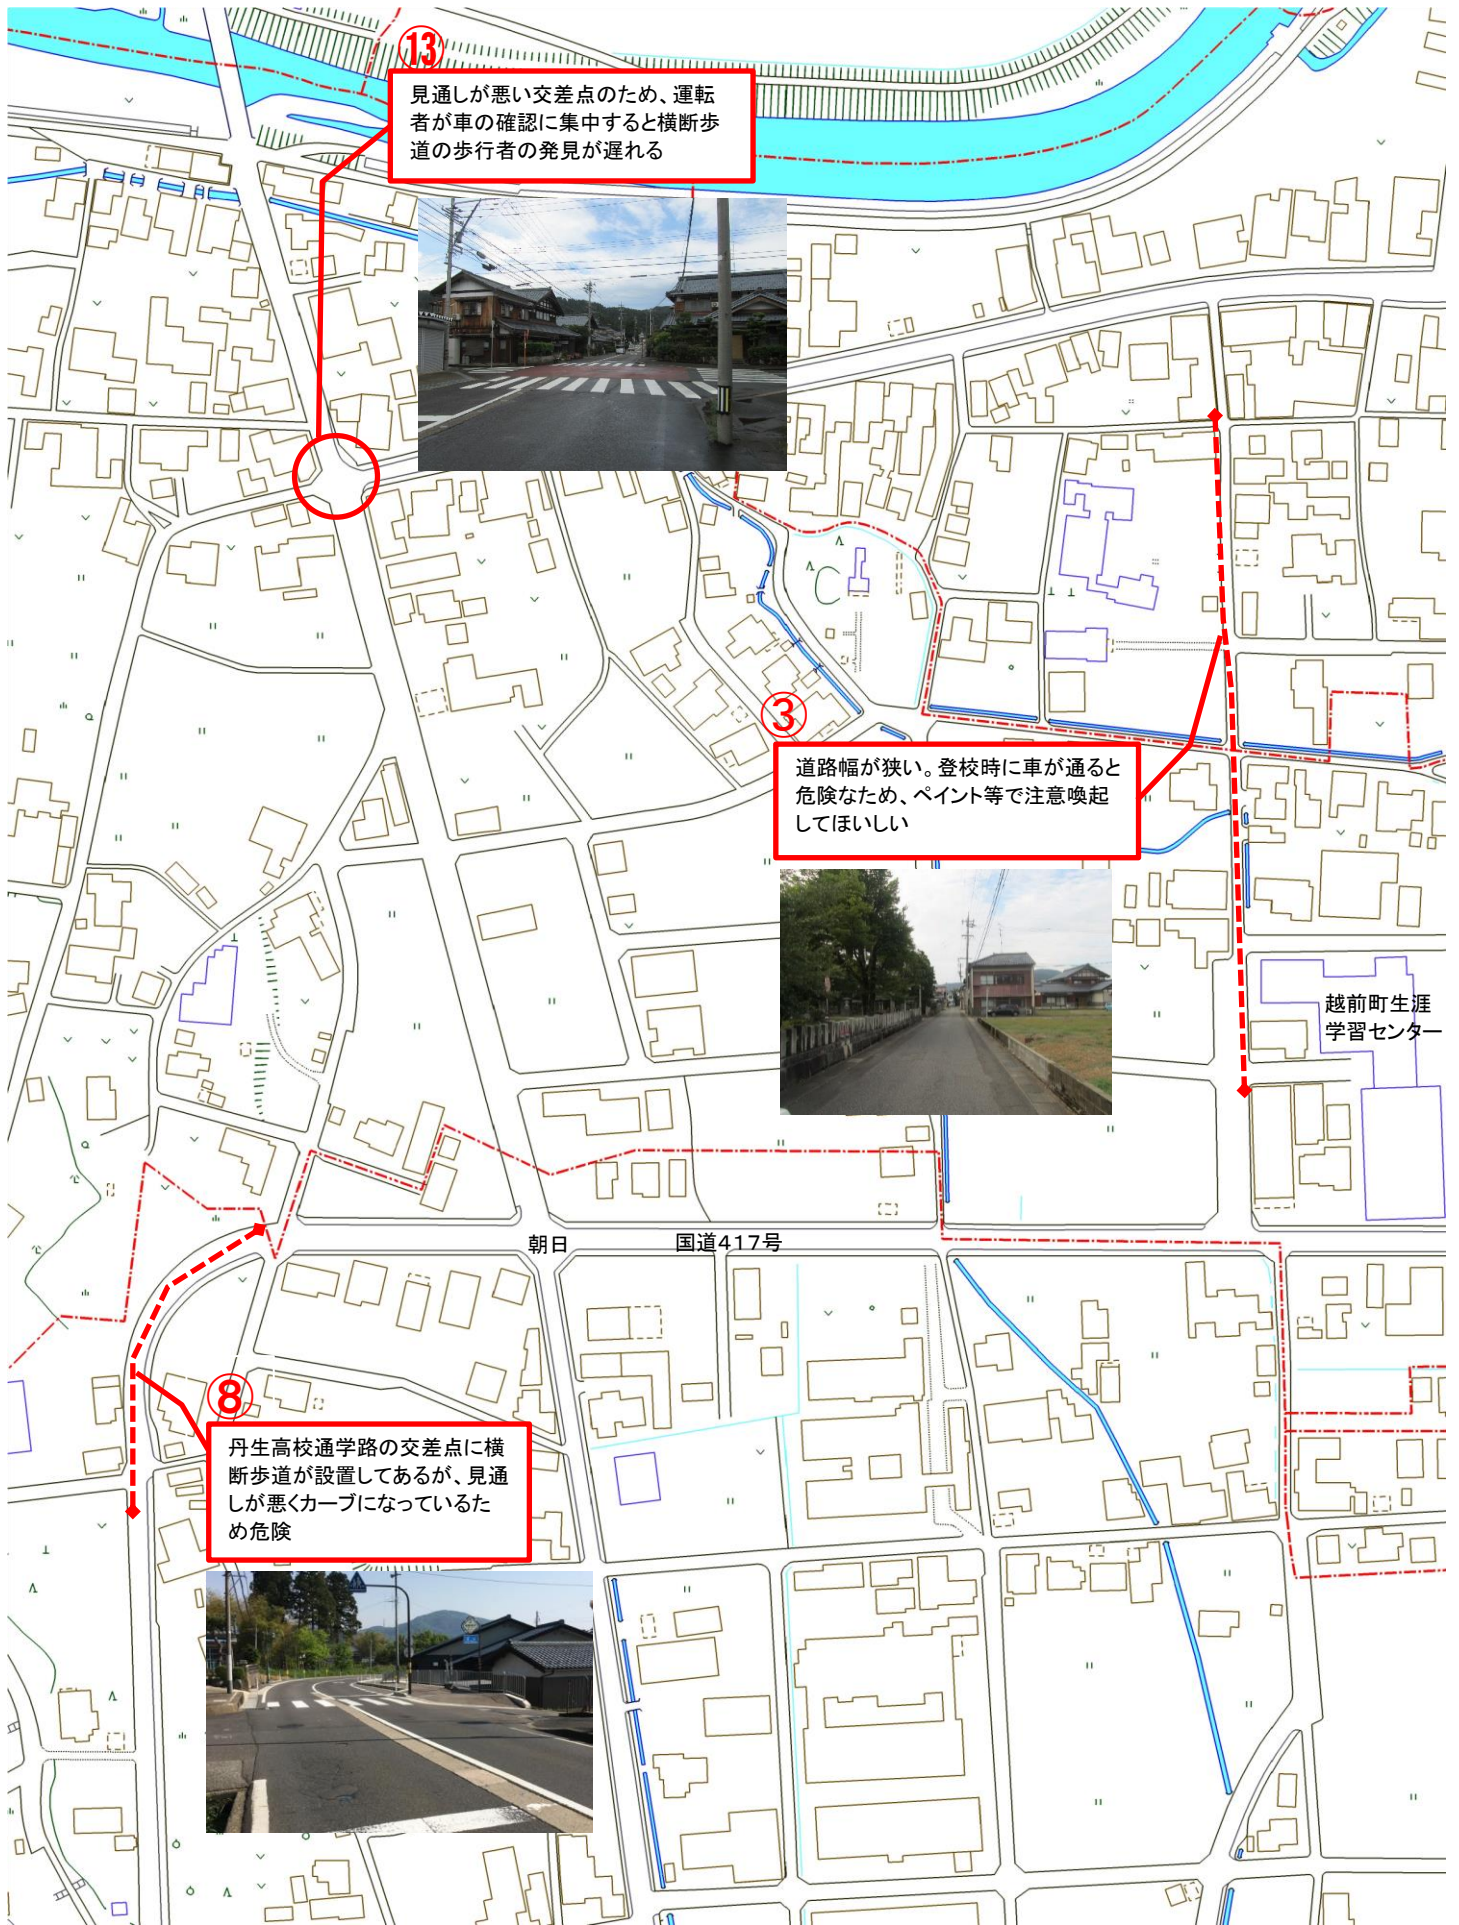 ⑬
見通しが悪い交差点のため、運転
者が車の確認に集中すると横断歩
道の歩行者の発見が遅れる
③
道路幅が狭い。登校時に車が通ると
危険なため、ペイント等で注意喚起
してほいしい
越前町生涯
学習センター
朝日
国道417号
⑧
丹生高校通学路の交差点に横
断歩道が設置してあるが、見通
しが悪くカーブになっているた
め危険